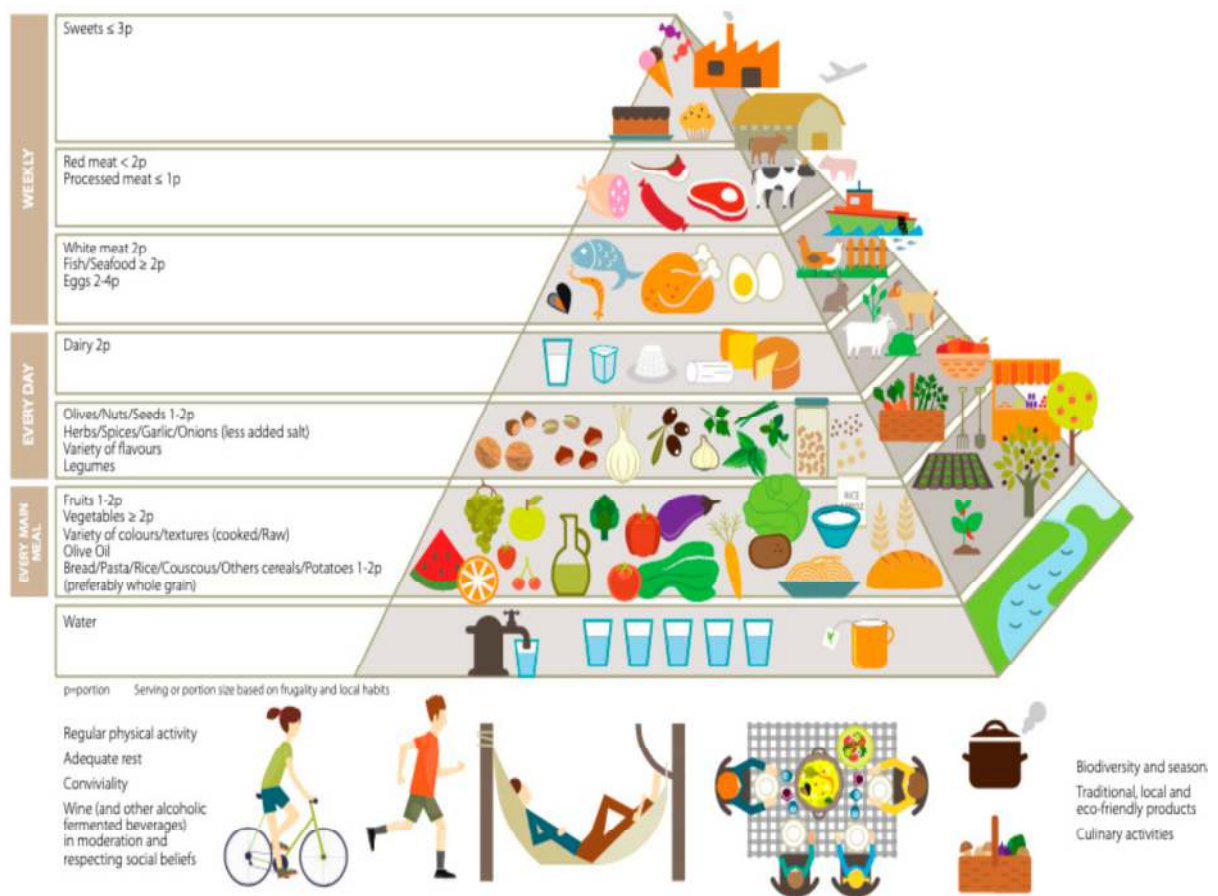 WEEKLY
Sweets ≤ 3p
Red meat < 2p
Processed meat ≤ 1p
White meat 2p
Fish/Seafood ≥ 2p
Eggs 2-4p
EVERY DAY
Dairy 2p
Olives/Nuts/Seeds 1-2p
Herbs/Spices/Garlic/Onions (less added salt)
Variety of flavours
Legumes
EVERY MAIN
MEAL
Fruits 1-2p
Vegetables ≥ 2p
Variety of colours/textures (cooked/Raw)
Olive Oil
Bread/Pasta/Rice/Couscous/Others cereals/Potatoes 1-2p
(preferably whole grain)
RICE
Water
p=portion Serving or portion size based on frugality and local habits
Regular physical activity
Adequate rest
Conviviality
Wine (and other alcoholic
fermented beverages)
in moderation and
respecting social beliefs
Biodiversity and season
Traditional, local and
eco-friendly products
Culinary activities